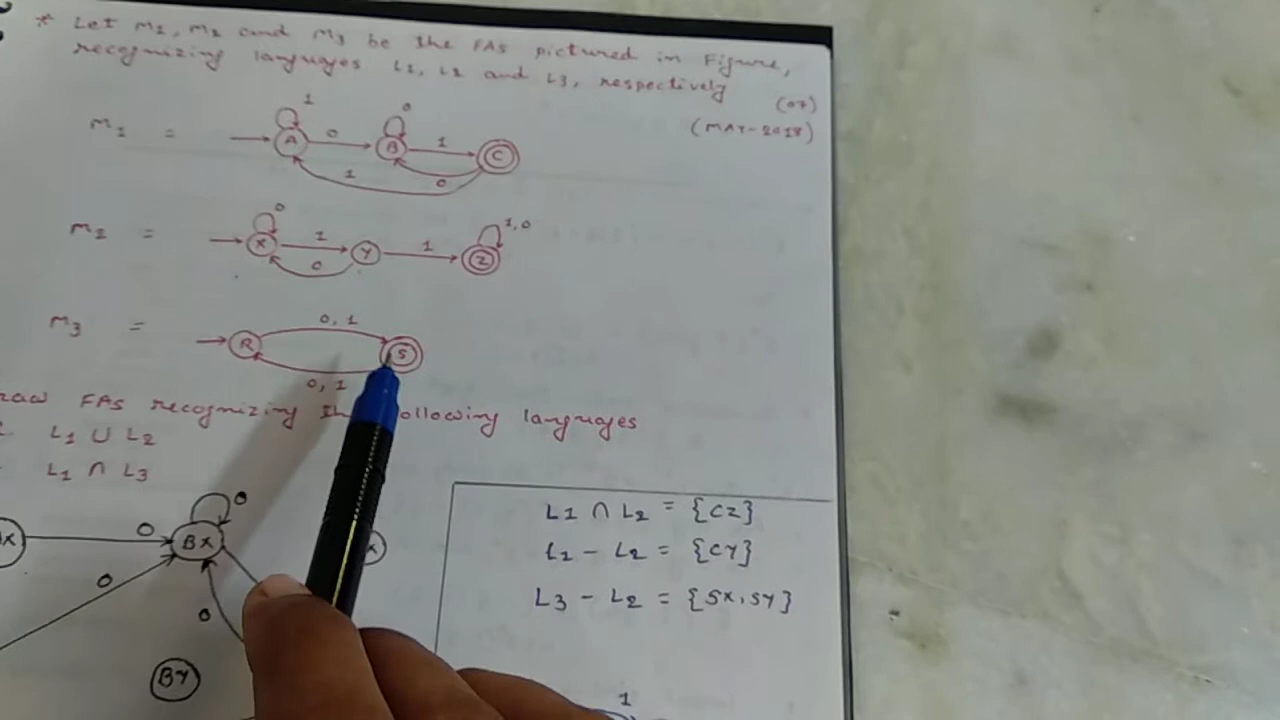 * Let M1, M2 and M3 be the FAs pictured in Figure,
recognizing languages L1, L2 and L3, respectively
(07)
(MAY-2018)
M1 = A 1 0 B 0 1 C 0 1
M2 = X 0 1 Y 0 1 Z 1,0
M3 = R 0,1 S 0,1
raw FAs recognizing the following languages
L1 ∪ L2
L1 ∩ L3
0 BX 0
0
0
BY
L1 ∩ L2 = {CZ}
L1 - L2 = {CY}
L3 - L2 = {SX, SY}
1